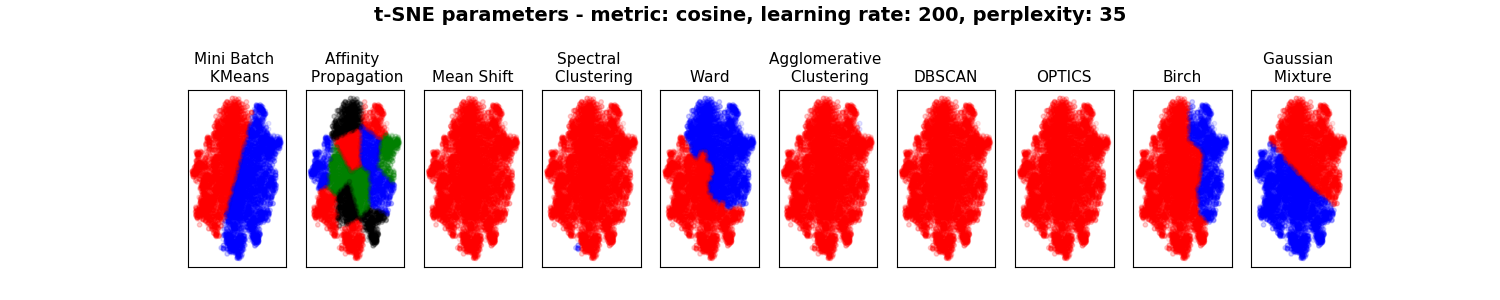 t-SNE parameters - metric: cosine, learning rate: 200, perplexity: 35
Mini Batch
KMeans
Affinity
Propagation
Mean Shift
Spectral
Clustering
Ward
Agglomerative
Clustering
DBSCAN
OPTICS
Birch
Gaussian
Mixture